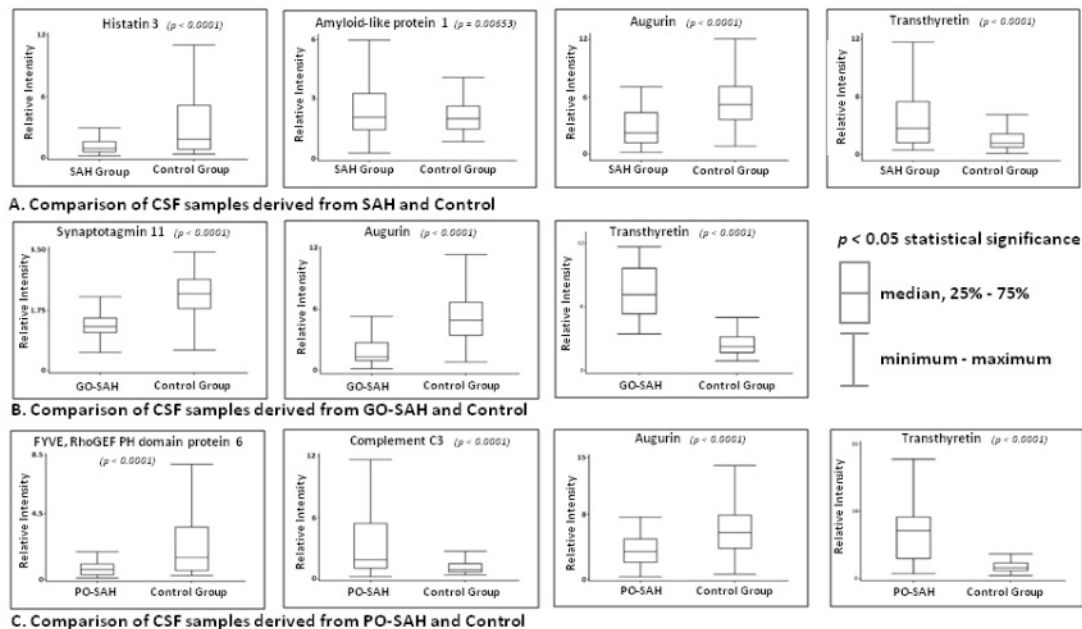 Histatin 3 (p < 0.0001)
Relative Intensity
12
6
0
SAH Group Control Group
Amyloid-like protein 1 (p = 0.00653)
Relative Intensity
6
3
0
SAH Group Control Group
Augurin (p < 0.0001)
Relative Intensity
12
6
0
SAH Group Control Group
Transthyretin (p < 0.0001)
Relative Intensity
12
6
0
SAH Group Control Group
A. Comparison of CSF samples derived from SAH and Control
Synaptotagmin 11 (p < 0.0001)
Relative Intensity
3.50
1.75
0
GO-SAH Control Group
Augurin (p < 0.0001)
Relative Intensity
12
6
0
GO-SAH Control Group
Transthyretin (p < 0.0001)
Relative Intensity
0
GO-SAH Control Group
p < 0.05 statistical significance
median, 25% - 75%
minimum - maximum
B. Comparison of CSF samples derived from GO-SAH and Control
FYVE, RhoGEF PH domain protein 6
(p < 0.0001)
Relative Intensity
8.5
4.5
0
PO-SAH Control Group
Complement C3 (p < 0.0001)
Relative Intensity
12
6
0
PO-SAH Control Group
Augurin (p < 0.0001)
Relative Intensity
15
8
0
PO-SAH Control Group
Transthyretin (p < 0.0001)
Relative Intensity
0
PO-SAH Control Group
C. Comparison of CSF samples derived from PO-SAH and Control